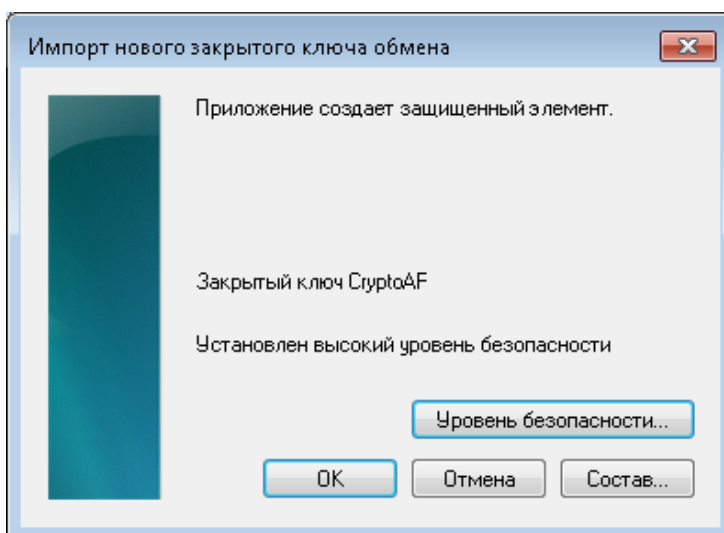 Импорт нового закрытого ключа обмена
Приложение создает защищенный элемент.
Закрытый ключ CryptoAF
Установлен высокий уровень безопасности
Уровень безопасности...
OK
Отмена
Состав...